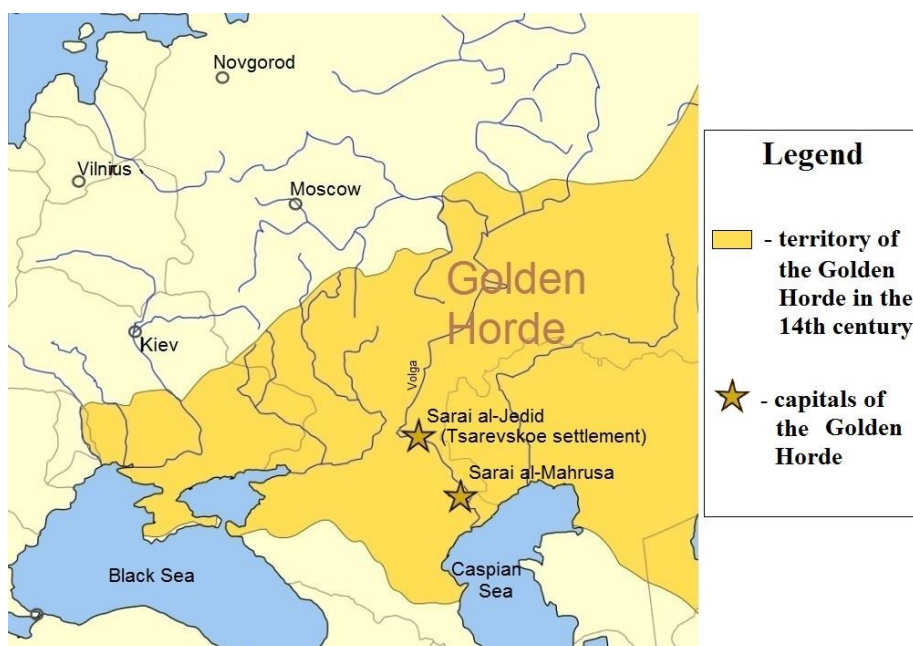 Novgorod
Vilnius
Moscow
Golden
Horde
Kiev
Volga
Sarai al-Jedid
(Tsarevskoe settlement)
Sarai al-Mahrusa
Black Sea
Caspian
Sea
Legend
- territory of
the Golden
Horde in the
14th century
- capitals of
the Golden
Horde